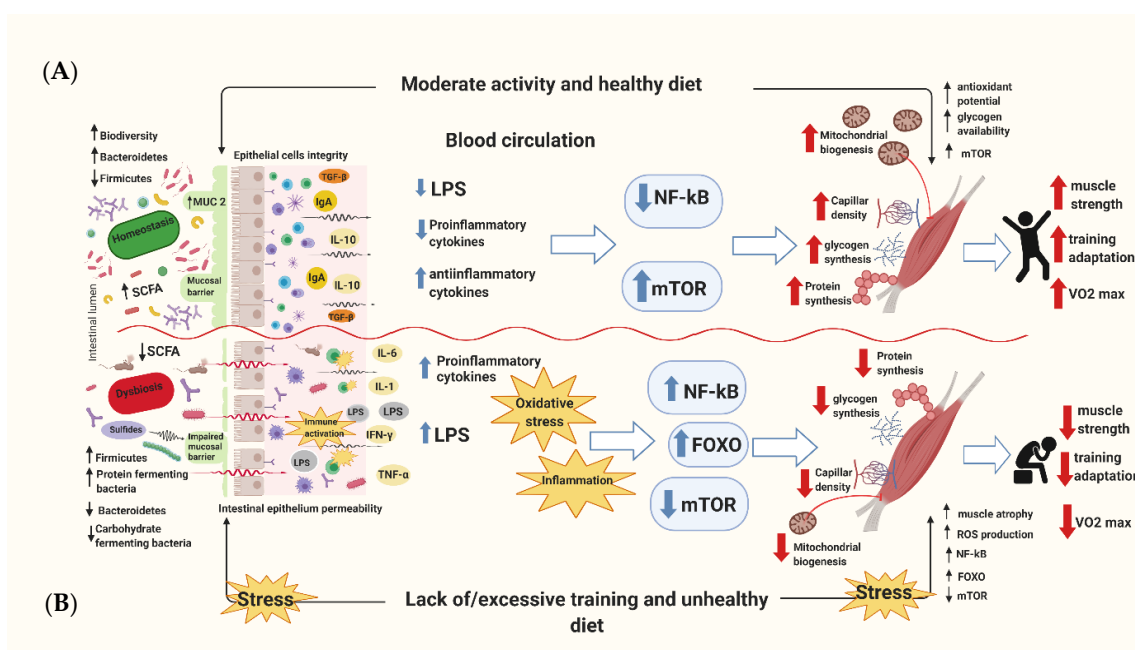 (A)
Moderate activity and healthy diet
↑ Biodiversity
↑ Bacteroidetes
↓ Firmicutes
Epithelial cells integrity
Blood circulation
↑ MUC 2
Homeostasis
↑ SCFA
Mucosal
barrier
Intestinal lumen
TGF-β
IgA
IL-10
IgA
IL-10
TGF-β
↓ LPS
↓ Proinflammatory
cytokines
↑ antiinflammatory
cytokines
↓ NF-kB
↑ mTOR
↑ Mitochondrial
biogenesis
↑ antioxidant
potential
↑ glycogen
availability
↑ mTOR
↑ Capillar
density
↑ glycogen
synthesis
↑ Protein
synthesis
↑ muscle
strength
↑ training
adaptation
↑ VO2 max
↓ SCFA
Dysbiosis
Sulfides
Impaired
mucosal
barrier
↑ Firmicutes
↑ Protein fermenting
bacteria
↓ Bacteroidetes
↓ Carbohydrate
fermenting bacteria
IL-6
IL-1
LPS
LPS
Immune
activation
IFN-γ
LPS
TNF-α
Intestinal epithelium permeability
↑ Proinflammatory
cytokines
↑ LPS
Oxidative
stress
Inflammation
↑ NF-kB
↑ FOXO
↓ mTOR
↓ Protein
synthesis
↓ glycogen
synthesis
↓ Capillar
density
↓ Mitochondrial
biogenesis
↓ muscle
strength
↓ training
adaptation
↓ VO2 max
↑ muscle atrophy
↑ ROS production
↑ NF-kB
↑ FOXO
↓ mTOR
(B)
Stress
Lack of/excessive training and unhealthy
diet
Stress